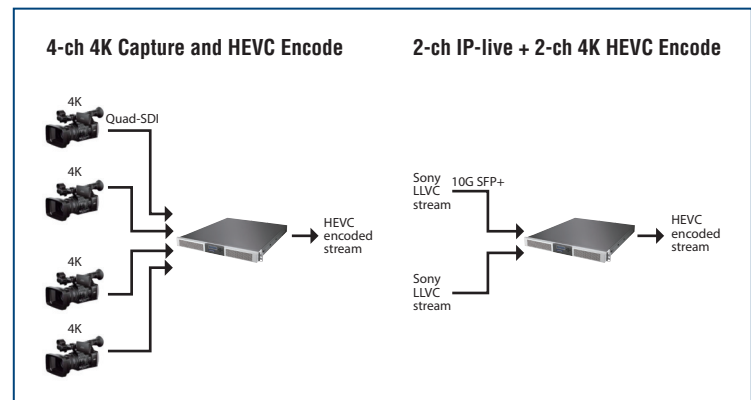 4-ch 4K Capture and HEVC Encode
4K
Quad-SDI
4K
4K
4K
HEVC
encoded
stream
2-ch IP-live + 2-ch 4K HEVC Encode
Sony
LLVC
stream
10G SFP+
Sony
LLVC
stream
HEVC
encoded
stream